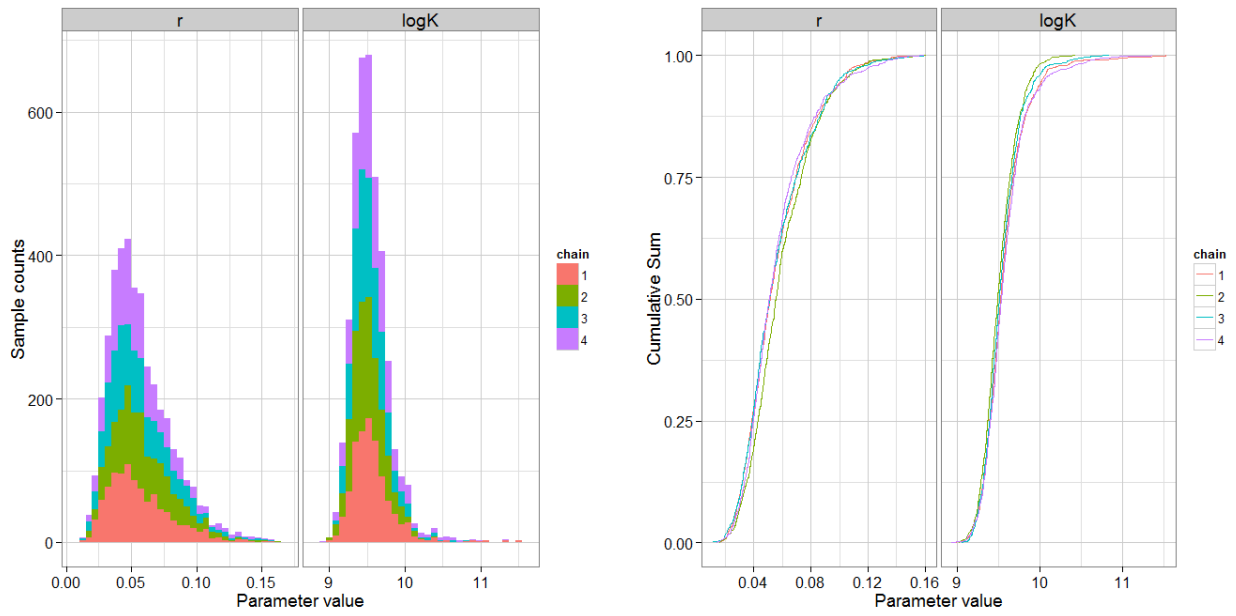 r logK
600
400
200
0
Sample counts
0.00 0.05 0.10 0.15 9 10 11
Parameter value
chain
1
2
3
4
r logK
1.00
0.75
0.50
0.25
0.00
Cumulative Sum
0.04 0.08 0.12 0.16 9 10 11
Parameter value
chain
1
2
3
4